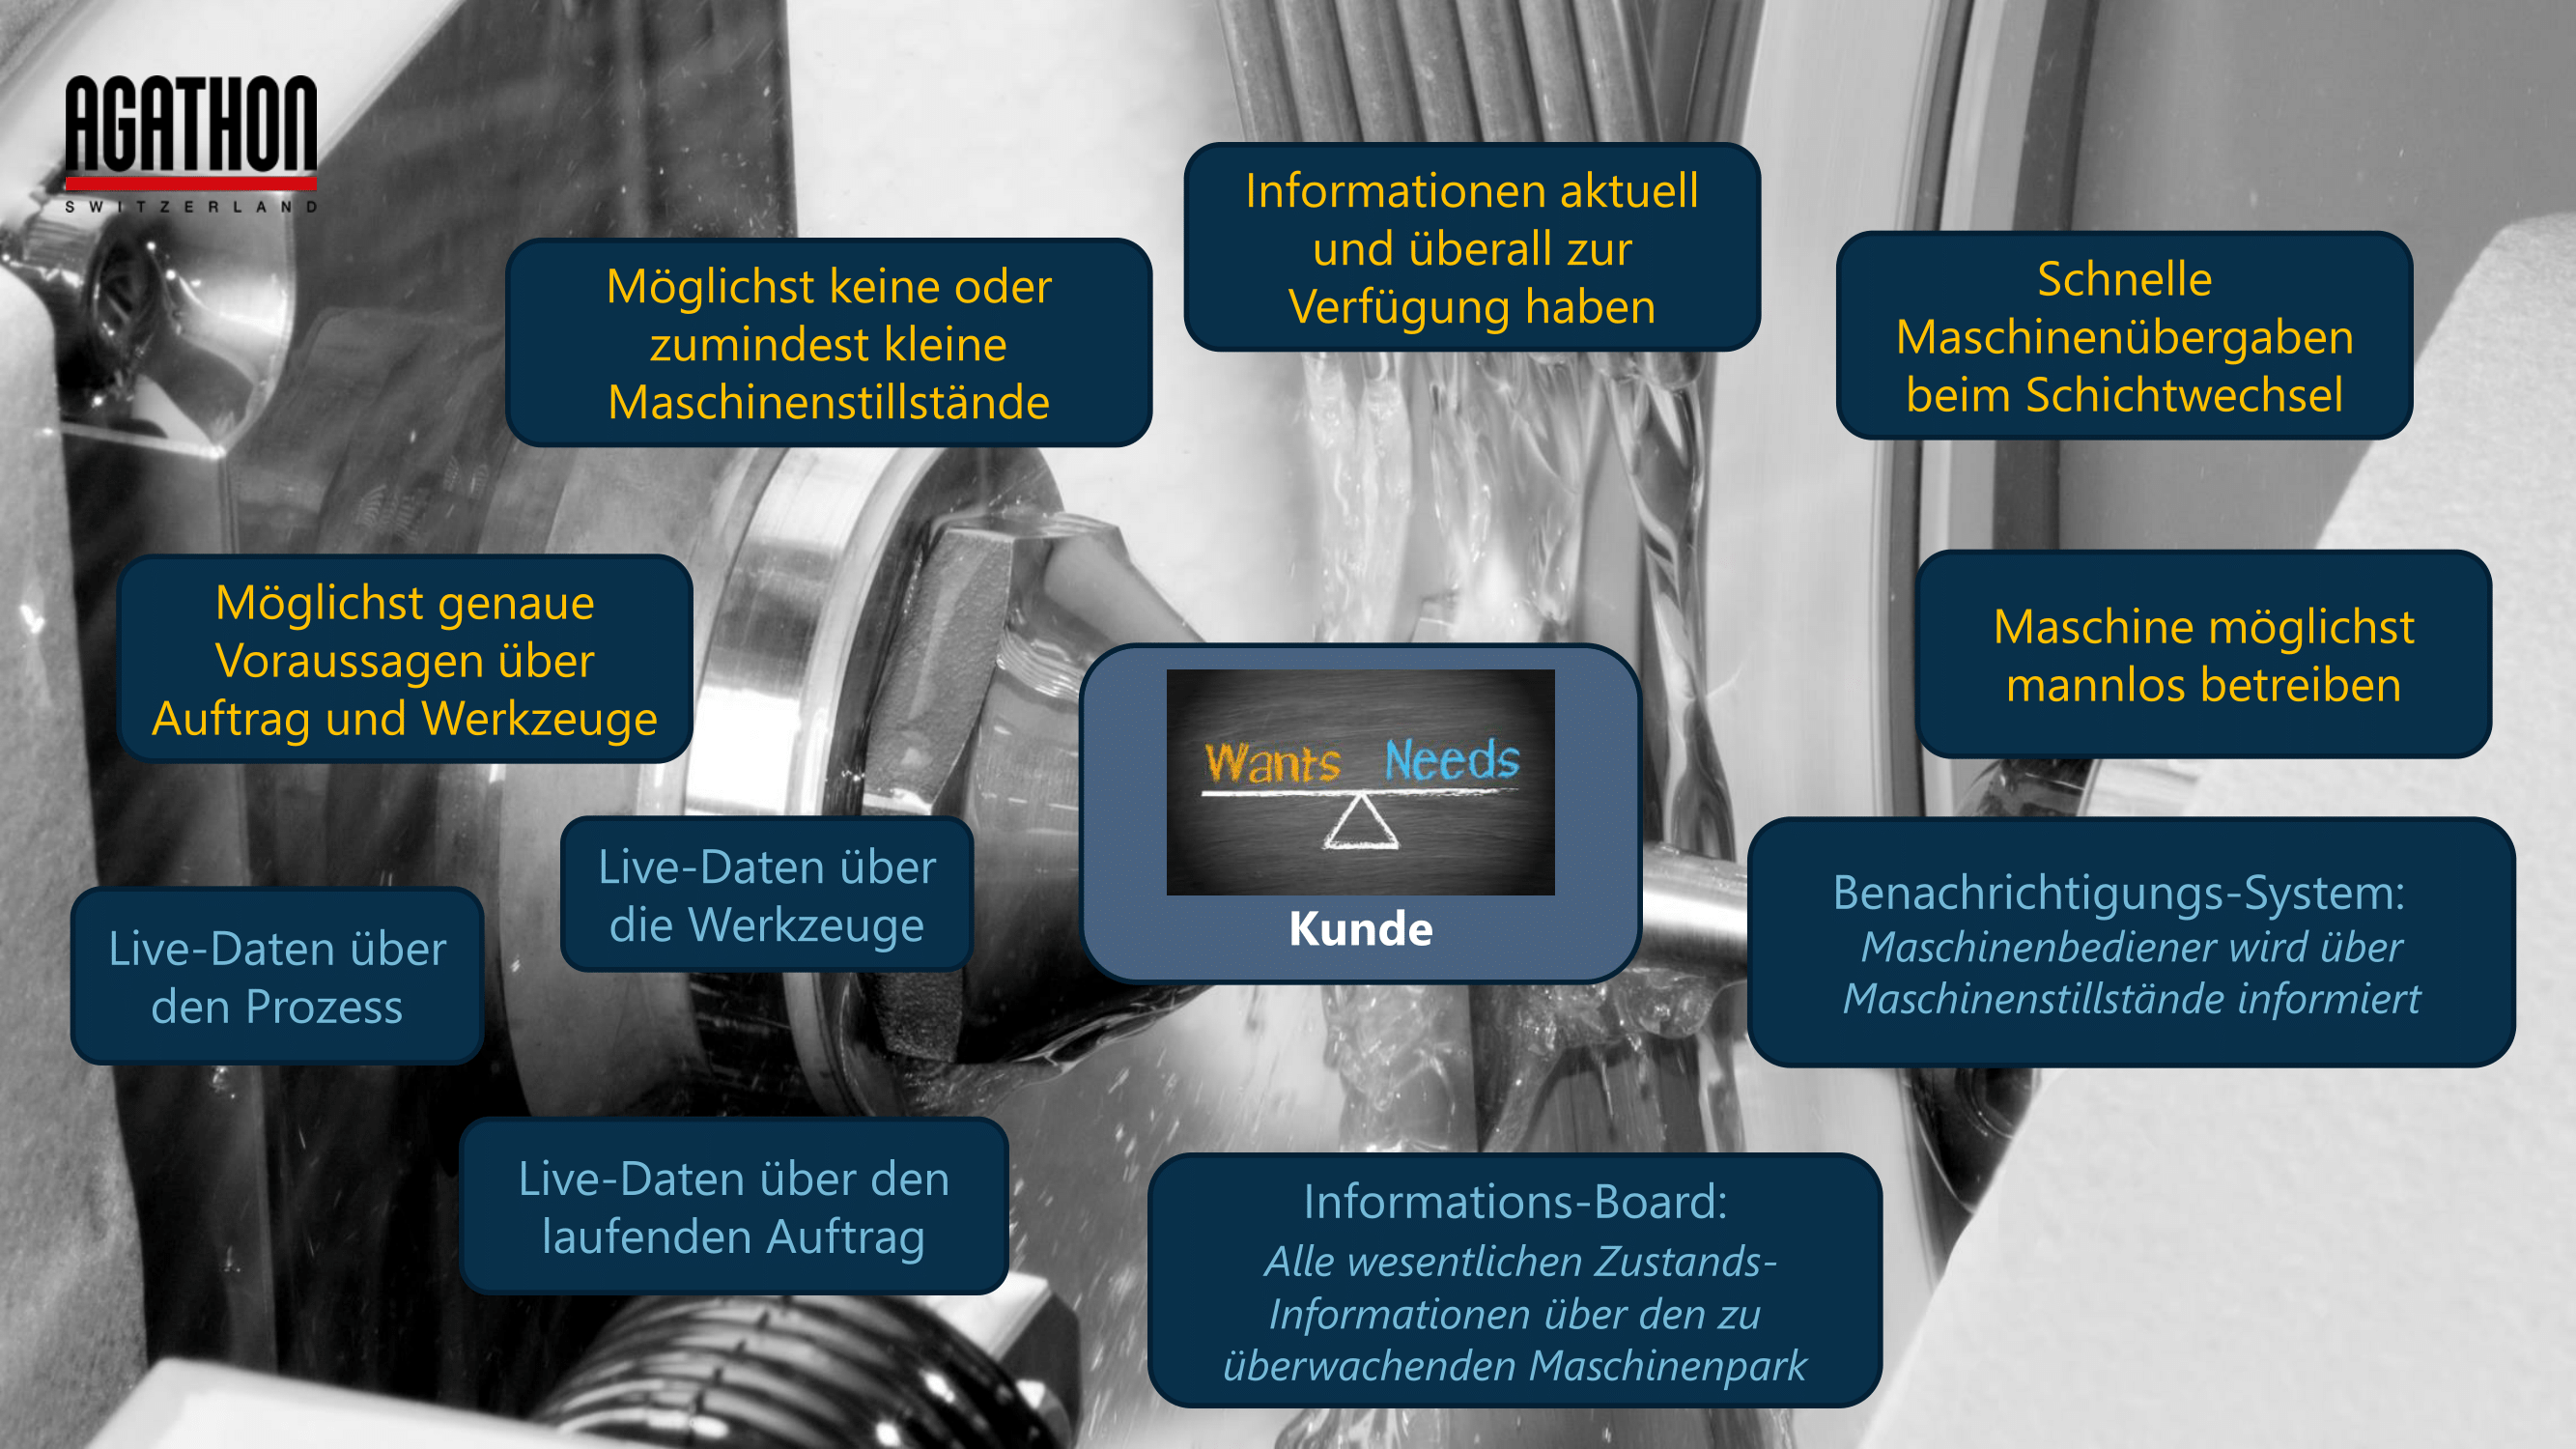 AGATHON
SWITZERLAND
Informationen aktuell
und überall zur
Verfügung haben
Möglichst keine oder
zumindest kleine
Maschinenstillstände
Schnelle
Maschinenübergaben
beim Schichtwechsel
Möglichst genaue
Voraussagen über
Auftrag und Werkzeuge
Maschine möglichst
mannlos betreiben
Wants Needs
Kunde
Live-Daten über
die Werkzeuge
Live-Daten über
den Prozess
Benachrichtigungs-System:
Maschinenbediener wird über
Maschinenstillstände informiert
Live-Daten über den
laufenden Auftrag
Informations-Board:
Alle wesentlichen Zustands-
Informationen über den zu
überwachenden Maschinenpark